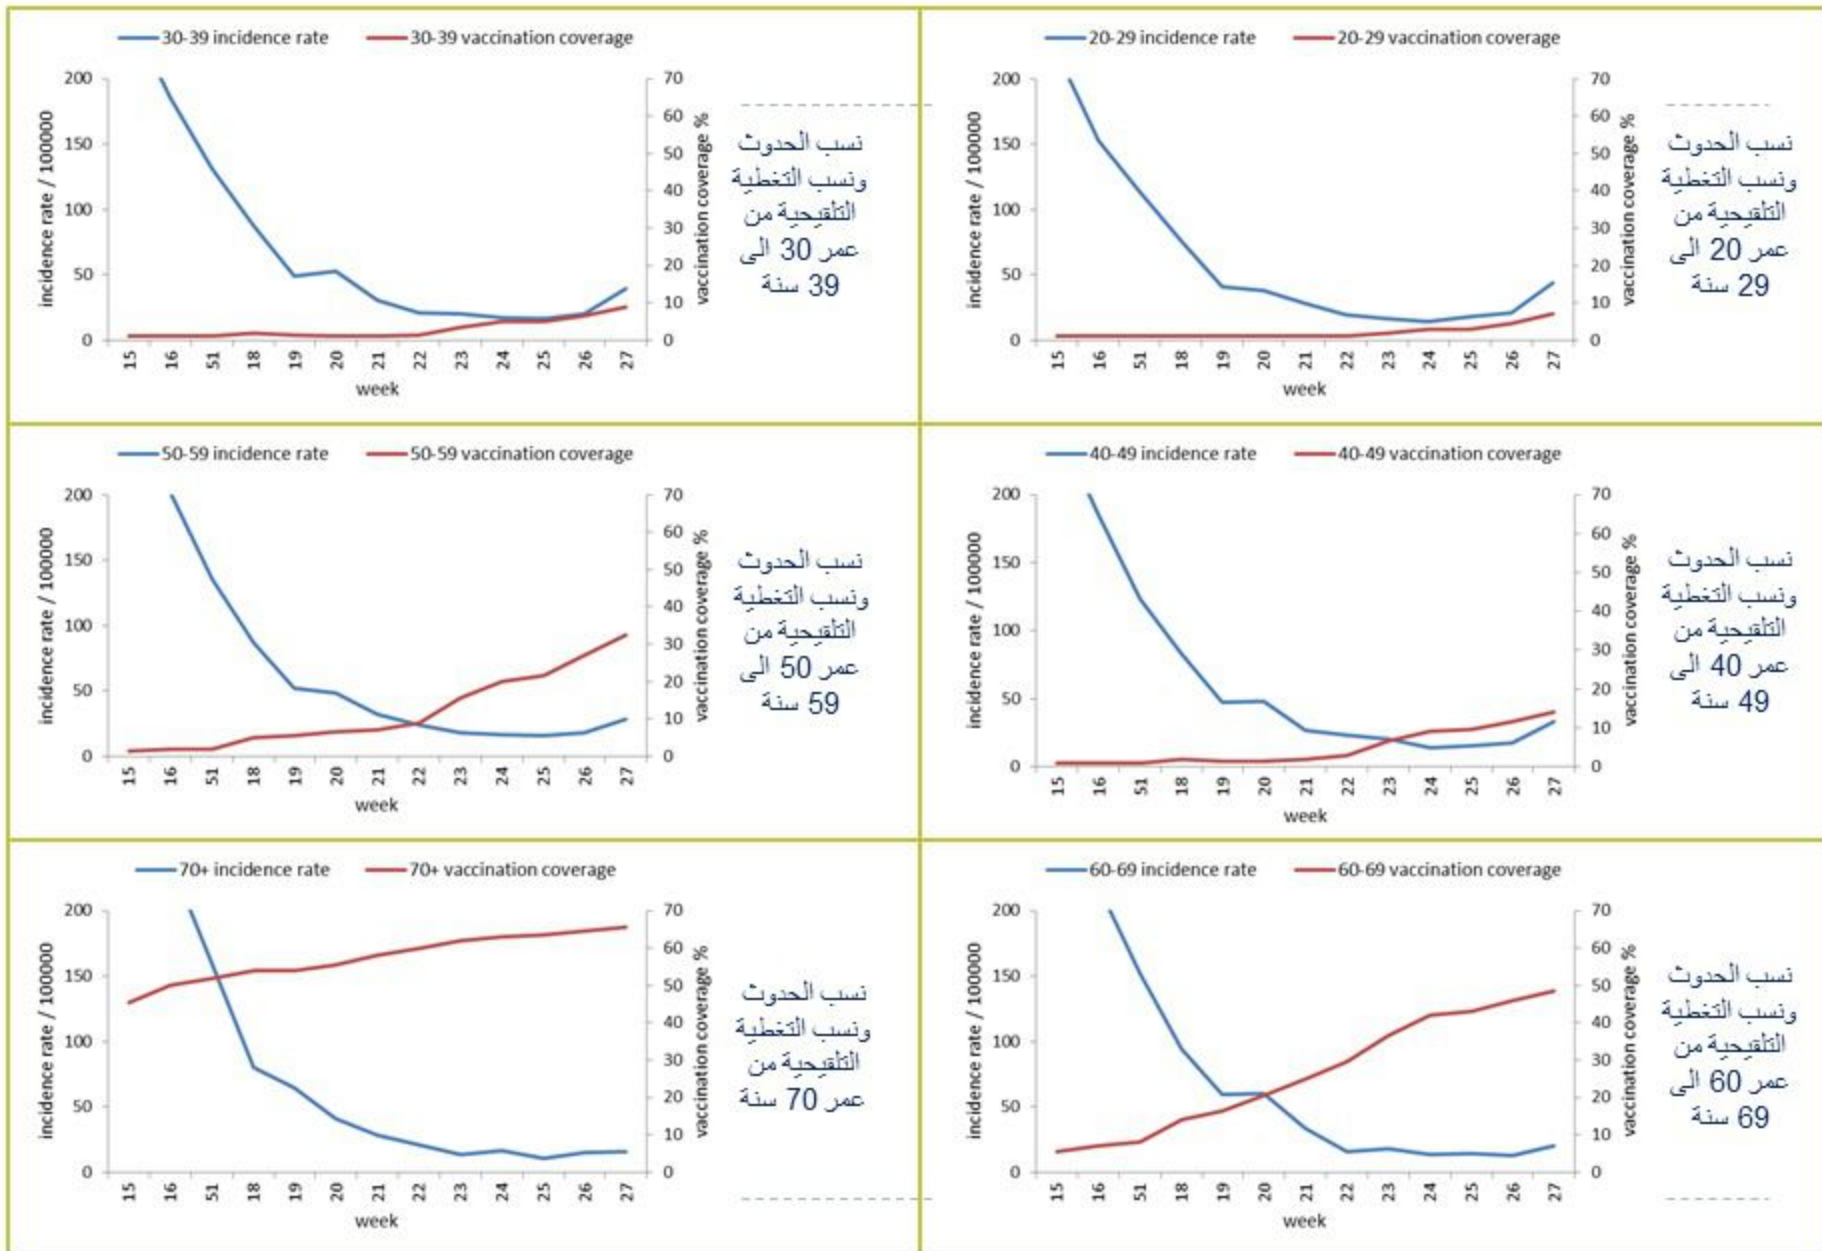 30-39 incidence rate 30-39 vaccination coverage
200
150
100
50
0
incidence rate / 100000
70
60
50
40
30
20
10
0
vaccination coverage %
15 16 51 18 19 20 21 22 23 24 25 26 27
week
نسب الحدوث
ونسب التغطية
التلقيحية من
عمر 30 الى
39 سنة
20-29 incidence rate 20-29 vaccination coverage
200
150
100
50
0
incidence rate / 100000
70
60
50
40
30
20
10
0
vaccination coverage %
15 16 51 18 19 20 21 22 23 24 25 26 27
week
نسب الحدوث
ونسب التغطية
التلقيحية من
عمر 20 الى
29 سنة
50-59 incidence rate 50-59 vaccination coverage
200
150
100
50
0
incidence rate / 100000
70
60
50
40
30
20
10
0
vaccination coverage %
15 16 51 18 19 20 21 22 23 24 25 26 27
week
نسب الحدوث
ونسب التغطية
التلقيحية من
عمر 50 الى
59 سنة
40-49 incidence rate 40-49 vaccination coverage
200
150
100
50
0
incidence rate / 100000
70
60
50
40
30
20
10
0
vaccination coverage %
15 16 51 18 19 20 21 22 23 24 25 26 27
week
نسب الحدوث
ونسب التغطية
التلقيحية من
عمر 40 الى
49 سنة
70+ incidence rate 70+ vaccination coverage
200
150
100
50
0
incidence rate / 100000
70
60
50
40
30
20
10
0
vaccination coverage %
15 16 51 18 19 20 21 22 23 24 25 26 27
week
نسب الحدوث
ونسب التغطية
التلقيحية من
عمر 70 سنة
60-69 incidence rate 60-69 vaccination coverage
200
150
100
50
0
incidence rate / 100000
70
60
50
40
30
20
10
0
vaccination coverage %
15 16 51 18 19 20 21 22 23 24 25 26 27
week
نسب الحدوث
ونسب التغطية
التلقيحية من
عمر 60 الى
69 سنة